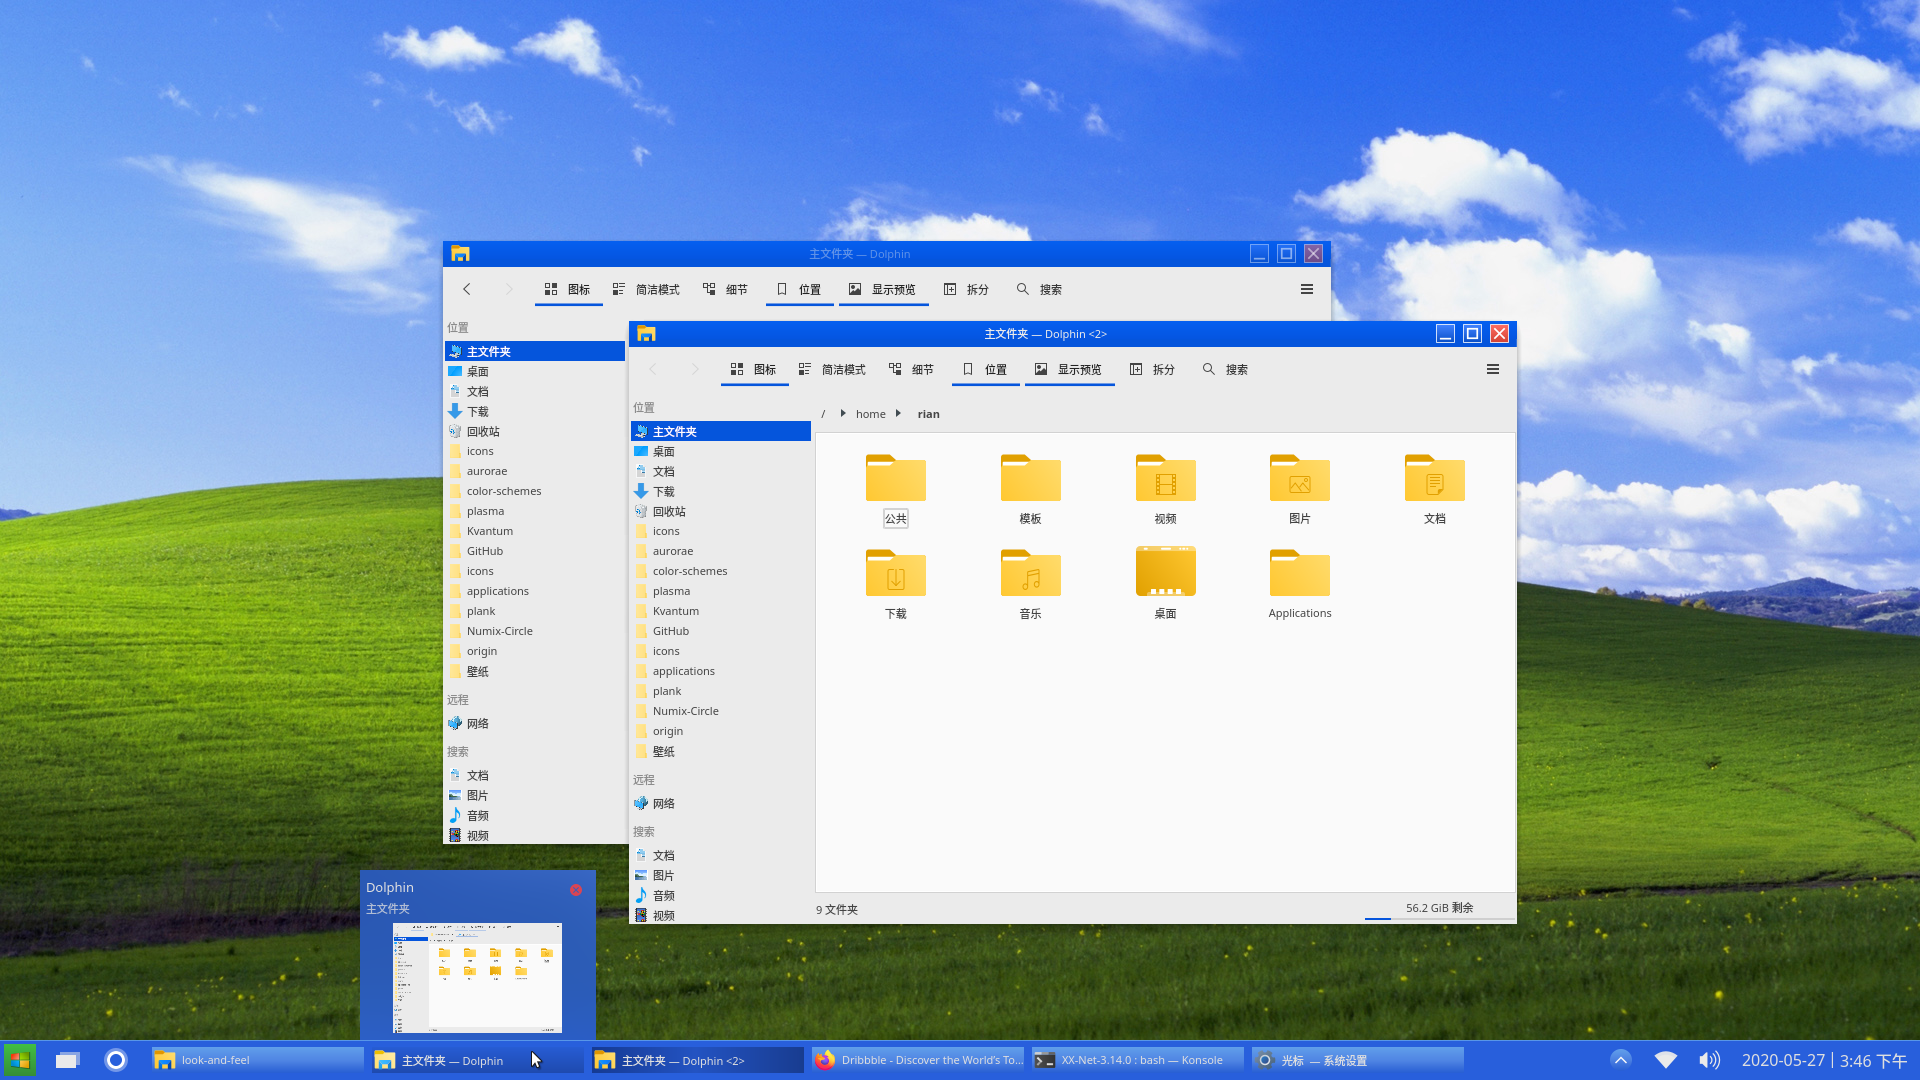 主文件夹 — Dolphin
图标
简洁模式
细节
位置
显示预览
拆分
搜索
位置
主文件夹
桌面
文档
下载
回收站
icons
aurorae
color-schemes
plasma
Kvantum
GitHub
icons
applications
plank
Numix-Circle
origin
壁纸
远程
网络
搜索
文档
图片
音频
视频
主文件夹 — Dolphin <2>
图标
简洁模式
细节
位置
显示预览
拆分
搜索
位置
主文件夹
桌面
文档
下载
回收站
icons
aurorae
color-schemes
plasma
Kvantum
GitHub
icons
applications
plank
Numix-Circle
origin
壁纸
远程
网络
搜索
文档
图片
音频
视频
/ home rian
公共
模板
视频
图片
文档
下载
音乐
桌面
Applications
9 文件夹
56.2 GiB 剩余
Dolphin
主文件夹
look-and-feel
主文件夹 — Dolphin
主文件夹 — Dolphin <2>
Dribbble - Discover the World's To...
XX-Net-3.14.0 : bash — Konsole
光标 — 系统设置
2020-05-27 | 3:46 下午